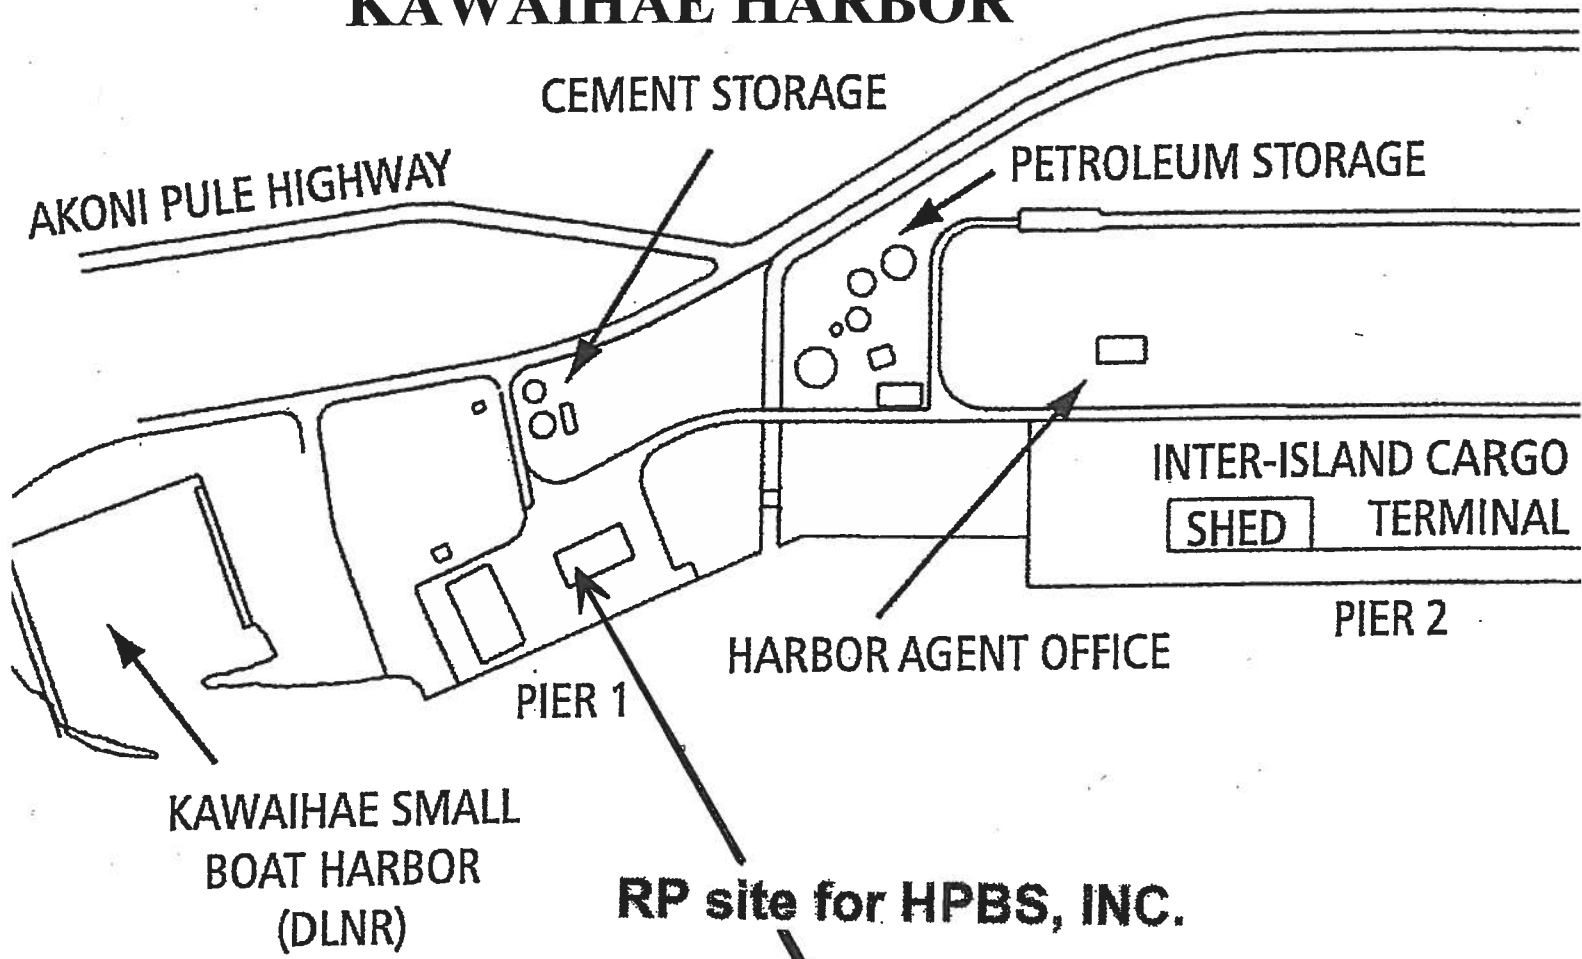 KAWAIHAE HARBOR
CEMENT STORAGE
PETROLEUM STORAGE
AKONI PULE HIGHWAY
INTER-ISLAND CARGO
SHED
TERMINAL
PIER 2
HARBOR AGENT OFFICE
PIER 1
KAWAIHAE SMALL
BOAT HARBOR
(DLNR)
RP site for HPBS, INC.